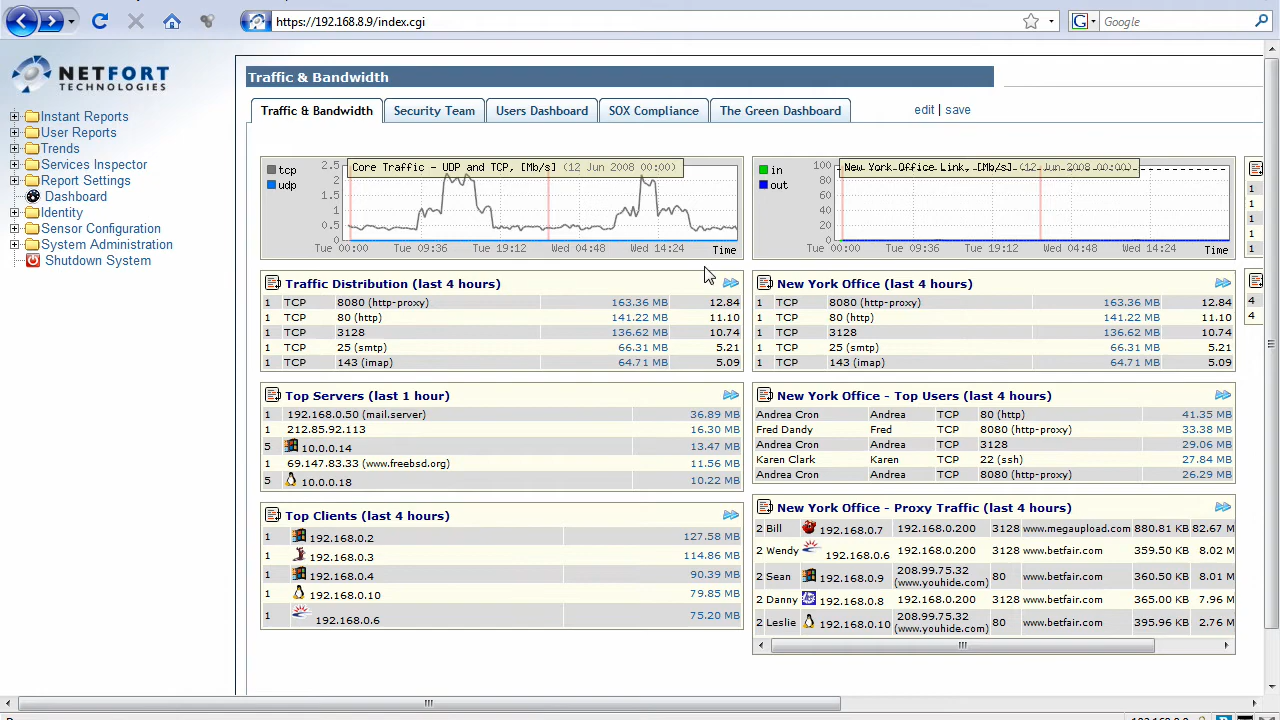 https://192.168.8.9/index.cgi
Google
NETFORT
TECHNOLOGIES
Instant Reports
User Reports
Trends
Services Inspector
Report Settings
Dashboard
Identity
Sensor Configuration
System Administration
Shutdown System
Traffic & Bandwidth
Traffic & Bandwidth
Security Team
Users Dashboard
SOX Compliance
The Green Dashboard
edit | save
Core Traffic - UDP and TCP, [Mb/s] (12 Jun 2008 00:00)
tcp
udp
2.5
2
1.5
1
0.5
0
Tue 00:00 Tue 09:36 Tue 19:12 Wed 04:48 Wed 14:24 Time
New York Office Link, [Mb/s] (12 Jun 2008 00:00)
in
out
100
80
60
40
20
0
Tue 00:00 Tue 09:36 Tue 19:12 Wed 04:48 Wed 14:24 Time
Traffic Distribution (last 4 hours)
1 TCP 8080 (http-proxy) 163.36 MB 12.84
1 TCP 80 (http) 141.22 MB 11.10
1 TCP 3128 136.62 MB 10.74
1 TCP 25 (smtp) 66.31 MB 5.21
1 TCP 143 (imap) 64.71 MB 5.09
New York Office (last 4 hours)
1 TCP 8080 (http-proxy) 163.36 MB 12.84
1 TCP 80 (http) 141.22 MB 11.10
1 TCP 3128 136.62 MB 10.74
1 TCP 25 (smtp) 66.31 MB 5.21
1 TCP 143 (imap) 64.71 MB 5.09
Top Servers (last 1 hour)
1 192.168.0.50 (mail.server) 36.89 MB
1 212.85.92.113 16.30 MB
5 10.0.0.14 13.47 MB
1 69.147.83.33 (www.freebsd.org) 11.56 MB
5 10.0.0.18 10.22 MB
New York Office - Top Users (last 4 hours)
Andrea Cron Andrea TCP 80 (http) 41.35 MB
Fred Dandy Fred TCP 8080 (http-proxy) 33.38 MB
Andrea Cron Andrea TCP 3128 29.06 MB
Karen Clark Karen TCP 22 (ssh) 27.84 MB
Andrea Cron Andrea TCP 8080 (http-proxy) 26.29 MB
Top Clients (last 4 hours)
1 192.168.0.2 127.58 MB
1 192.168.0.3 114.86 MB
1 192.168.0.4 90.39 MB
1 192.168.0.10 79.85 MB
1 192.168.0.6 75.20 MB
New York Office - Proxy Traffic (last 4 hours)
2 Bill 192.168.0.7 192.168.0.200 3128 www.megaupload.com 880.81 KB 82.67 M
2 Wendy 192.168.0.6 192.168.0.200 3128 www.betfair.com 359.50 KB 8.02 M
2 Sean 192.168.0.9 208.99.75.32 (www.youhide.com) 80 www.betfair.com 360.50 KB 8.01 M
2 Danny 192.168.0.8 192.168.0.200 3128 www.betfair.com 365.00 KB 7.96 M
2 Leslie 192.168.0.10 208.99.75.32 (www.youhide.com) 80 www.betfair.com 395.96 KB 2.76 M
1
1
1
1
1
4
4